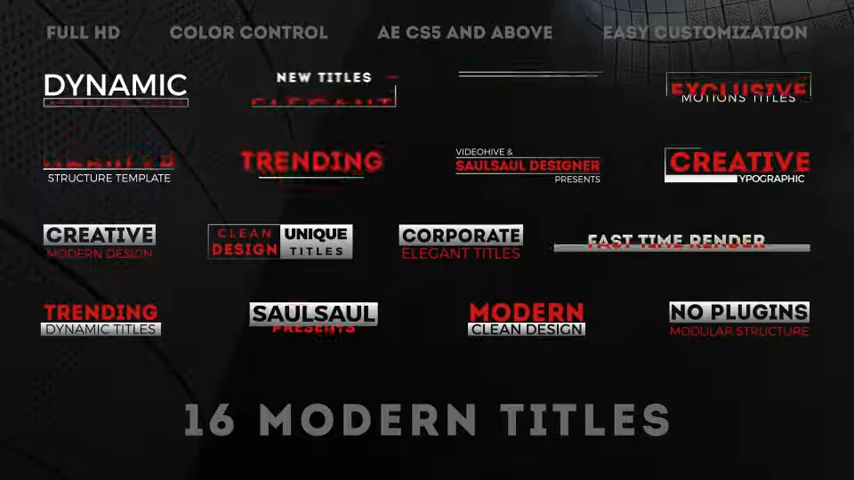 FULL HD COLOR CONTROL AE CS5 AND ABOVE EASY CUSTOMIZATION
DYNAMIC
NEW TITLES
EXCLUSIVE
MOTIONS TITLES
STRUCTURE TEMPLATE
TRENDING
VIDEOHIVE &
SAULSAUL DESIGNER
PRESENTS
CREATIVE
YPOGRAPHIC
CREATIVE
MODERN DESIGN
CLEAN
DESIGN
UNIQUE
TITLES
CORPORATE
ELEGANT TITLES
FAST TIME RENDER
TRENDING
DYNAMIC TITLES
SAULSAUL
PRESENTS
MODERN
CLEAN DESIGN
NO PLUGINS
MODULAR STRUCTURE
16 MODERN TITLES